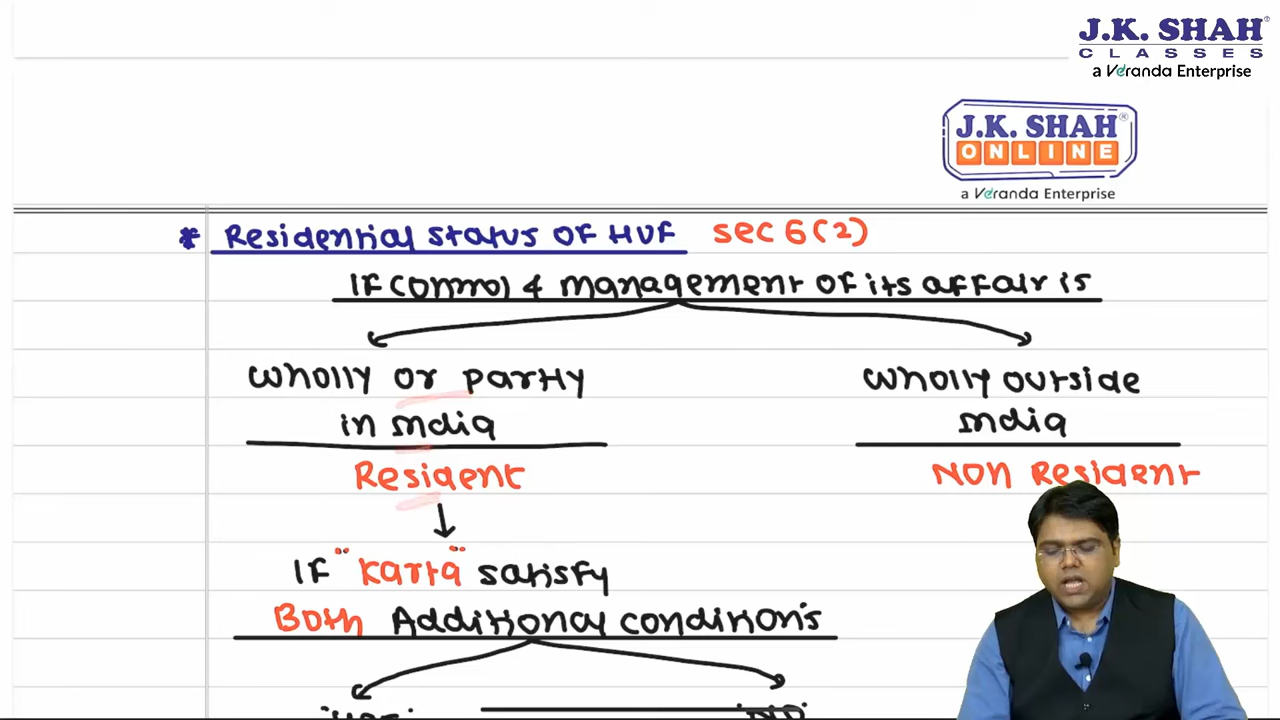 J.K. SHAH®
CLASSES
a Veranda Enterprise
J.K. SHAH®
ONLINE
a Veranda Enterprise
* Residential status OF HUF sec 6(2)
IF control & management of its affair is
wholly or partly
in India
Resident
wholly outside
India
NON Resident
IF "Karta" satisfy
Both Additional condition's